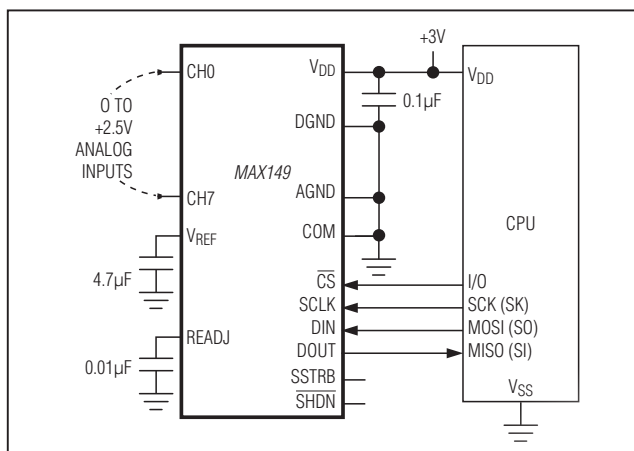 +3V
CH0
O TO
+2.5V
ANALOG
INPUTS
CH7
VREF
4.7µF
READJ
0.01µF
MAX149
VDD
0.1µF
DGND
AGND
COM
CS
SCLK
DIN
DOUT
SSTRB
SHDN
VDD
CPU
I/O
SCK (SK)
MOSI (SO)
MISO (SI)
VSS